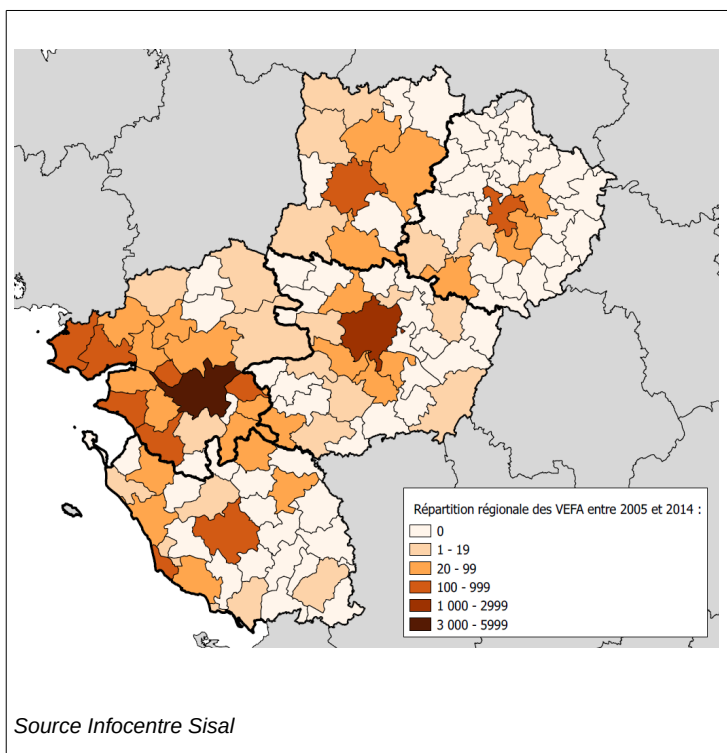 Répartition régionale des VEFA entre 2005 et 2014 :
0
1 - 19
20 - 99
100 - 999
1 000 - 2999
3 000 - 5999
Source Infocentre Sisal